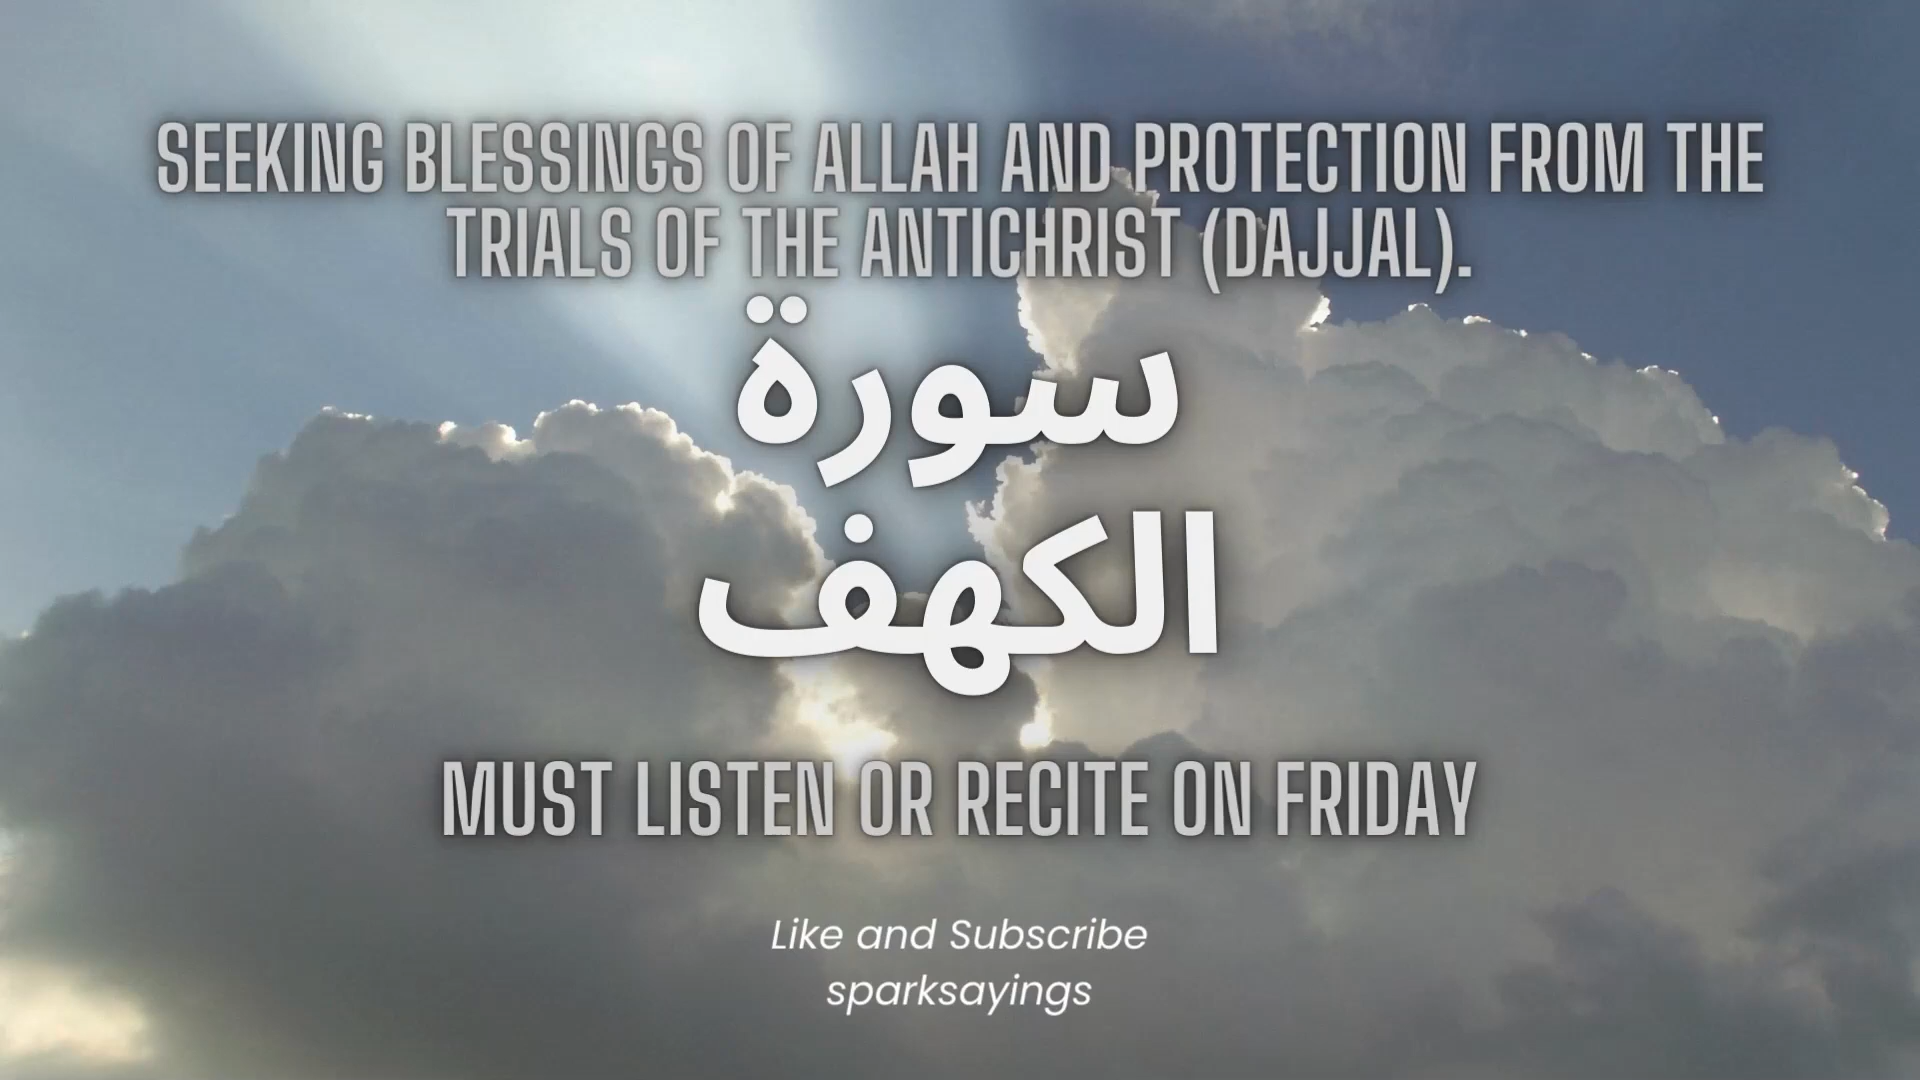 SEEKING BLESSINGS OF ALLAH AND PROTECTION FROM THE
TRIALS OF THE ANTICHRIST (DAJJAL).
سورة
الكهف
MUST LISTEN OR RECITE ON FRIDAY
Like and Subscribe
sparksayings